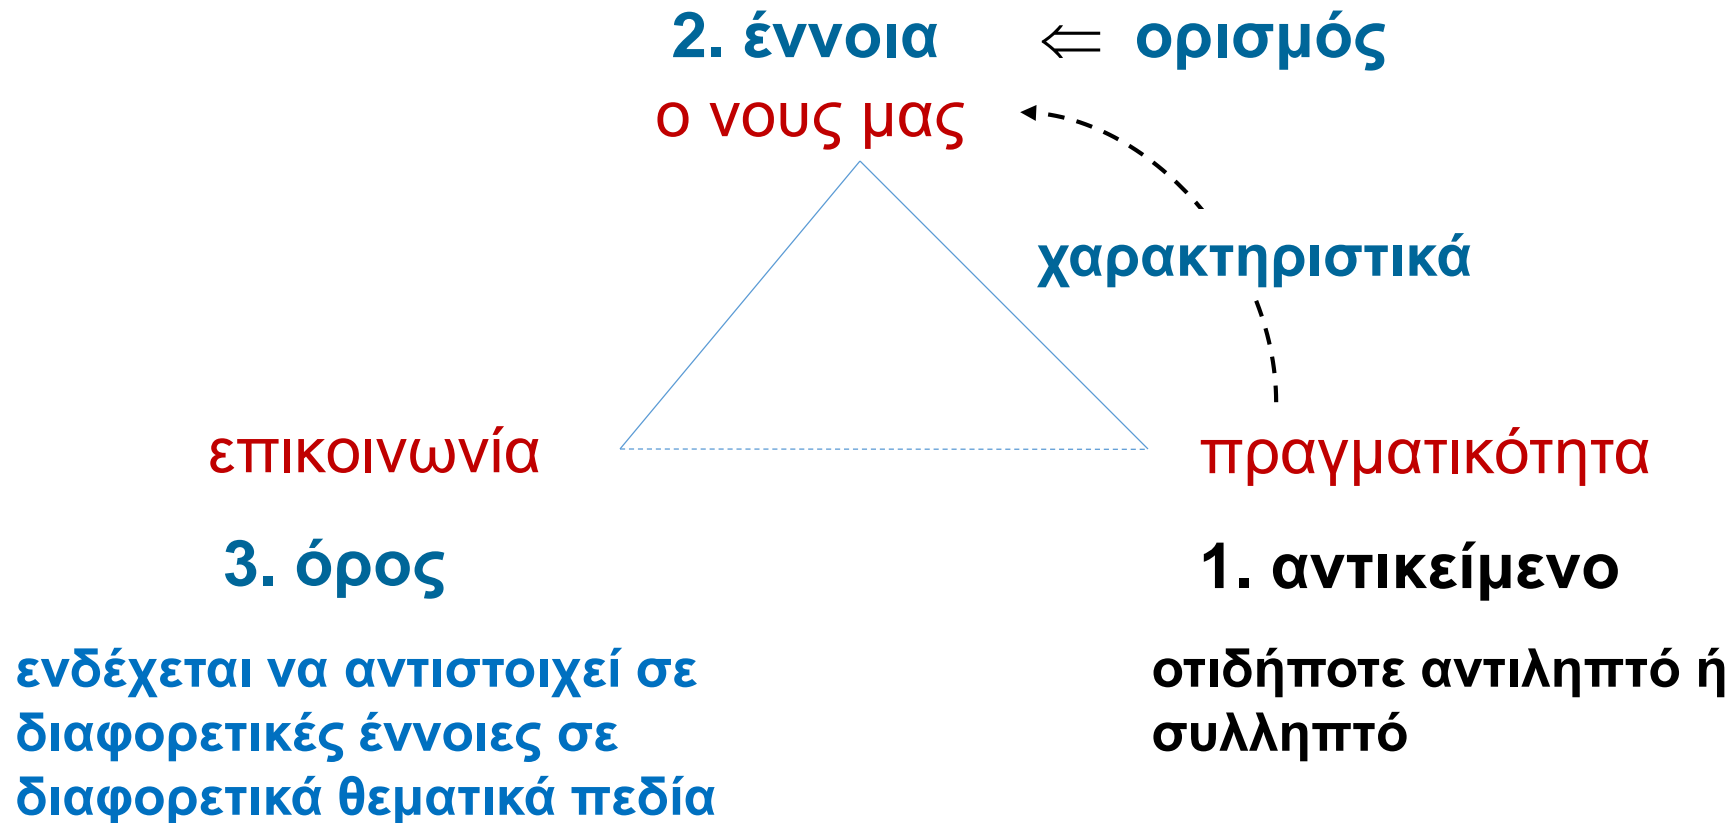 2. έννοια ⇐ ορισμός
ο νους μας
χαρακτηριστικά
επικοινωνία
πραγματικότητα
3. όρος
1. αντικείμενο
ενδέχεται να αντιστοιχεί σε
διαφορετικές έννοιες σε
διαφορετικά θεματικά πεδία
οτιδήποτε αντιληπτό ή
συλληπτό